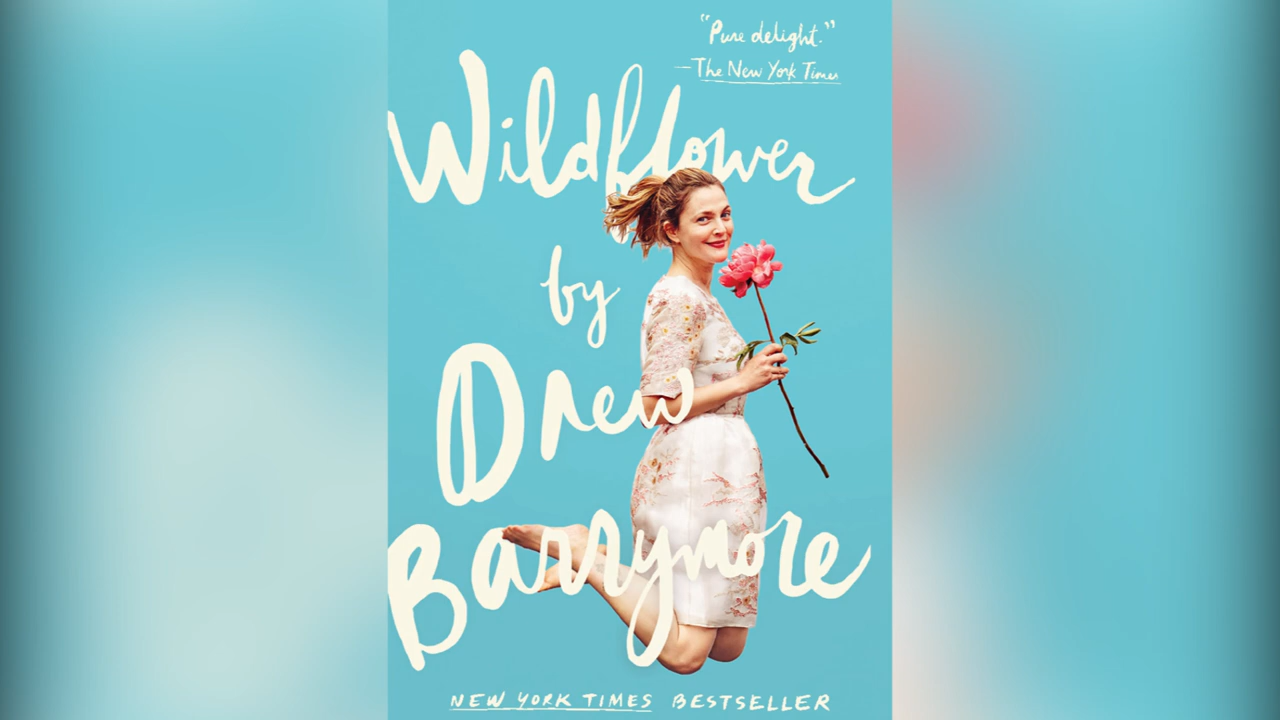 “Pure delight.”
—The New York Times
Wildflower
by
Drew
Barrymore
NEW YORK TIMES BESTSELLER